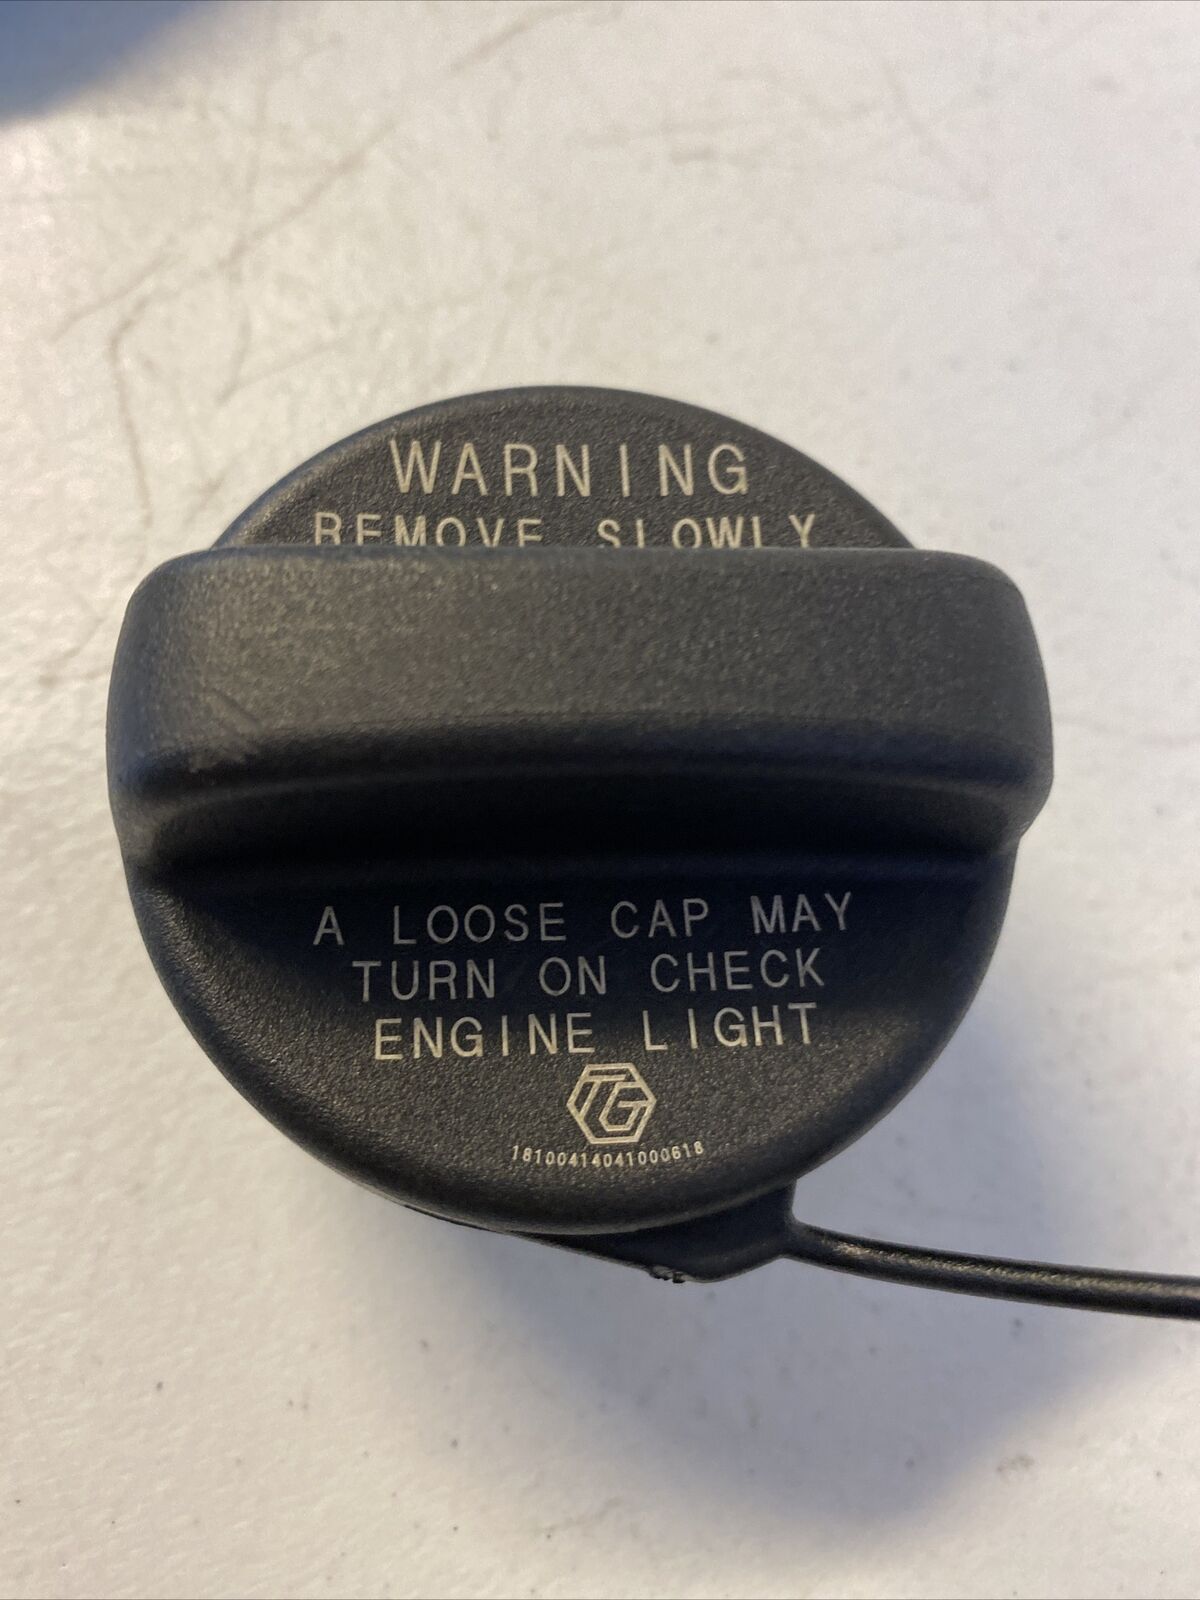 WARNING
REMOVE SLOWLY
A LOOSE CAP MAY
TURN ON CHECK
ENGINE LIGHT
TG
18100414041000618